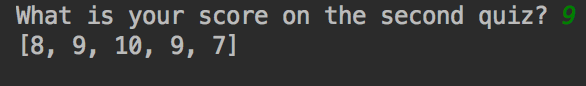 What is your score on the second quiz? 9
[8, 9, 10, 9, 7]